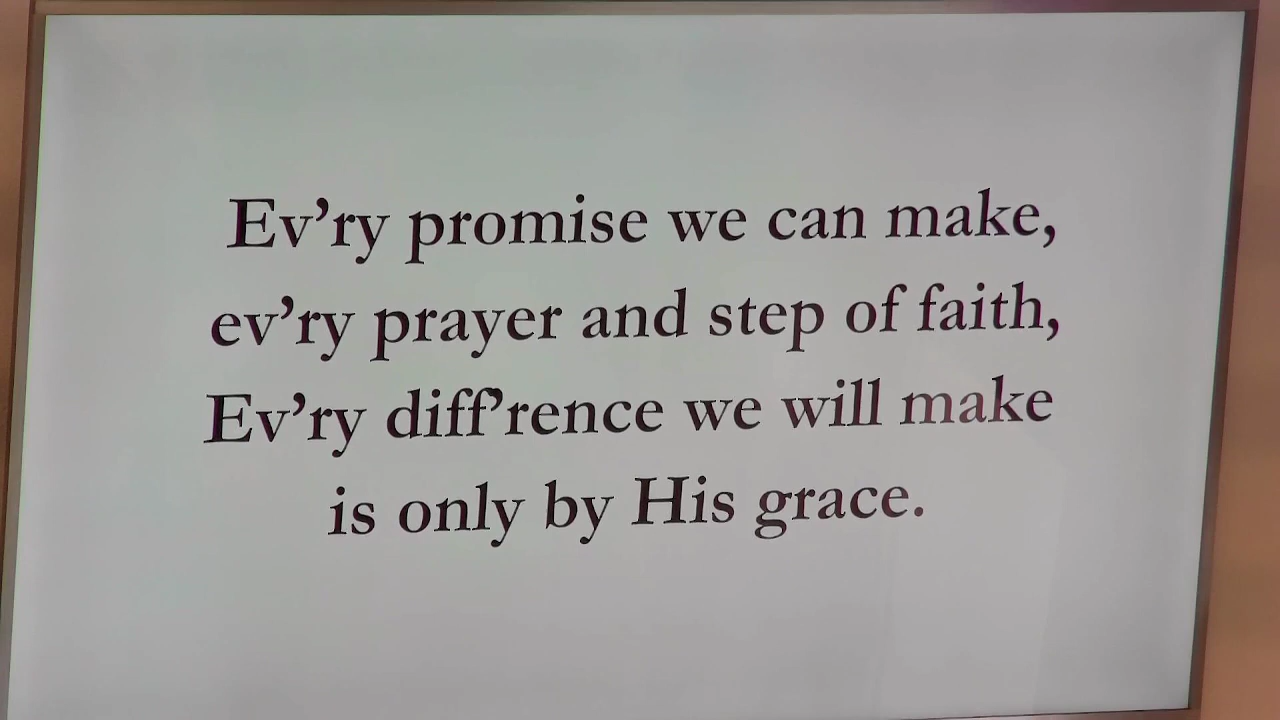 Ev’ry promise we can make,
ev’ry prayer and step of faith,
Ev’ry diff’rence we will make
is only by His grace.